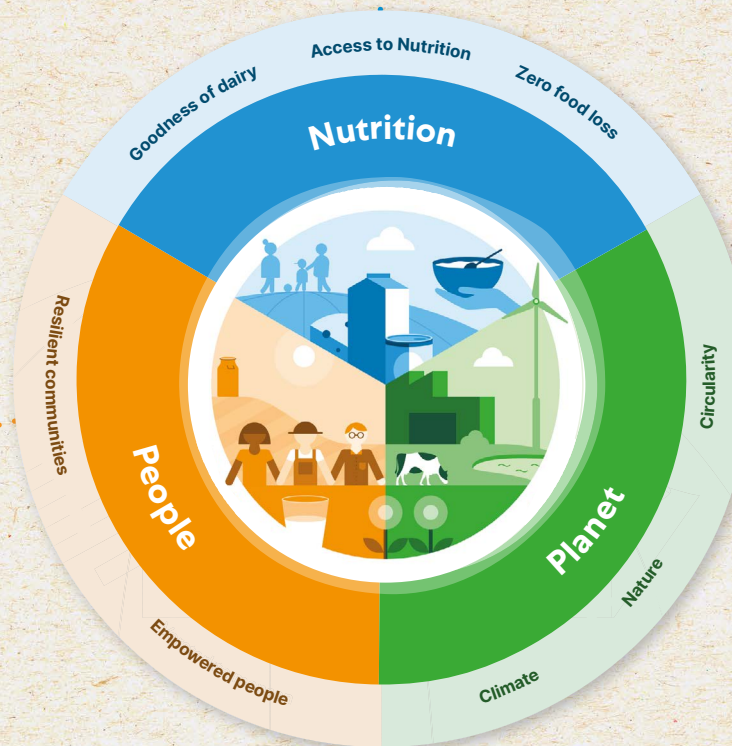 Access to Nutrition
Goodness of dairy
Zero food loss
Nutrition
Resilient communities
Circularity
People
Planet
Nature
Empowered people
Climate